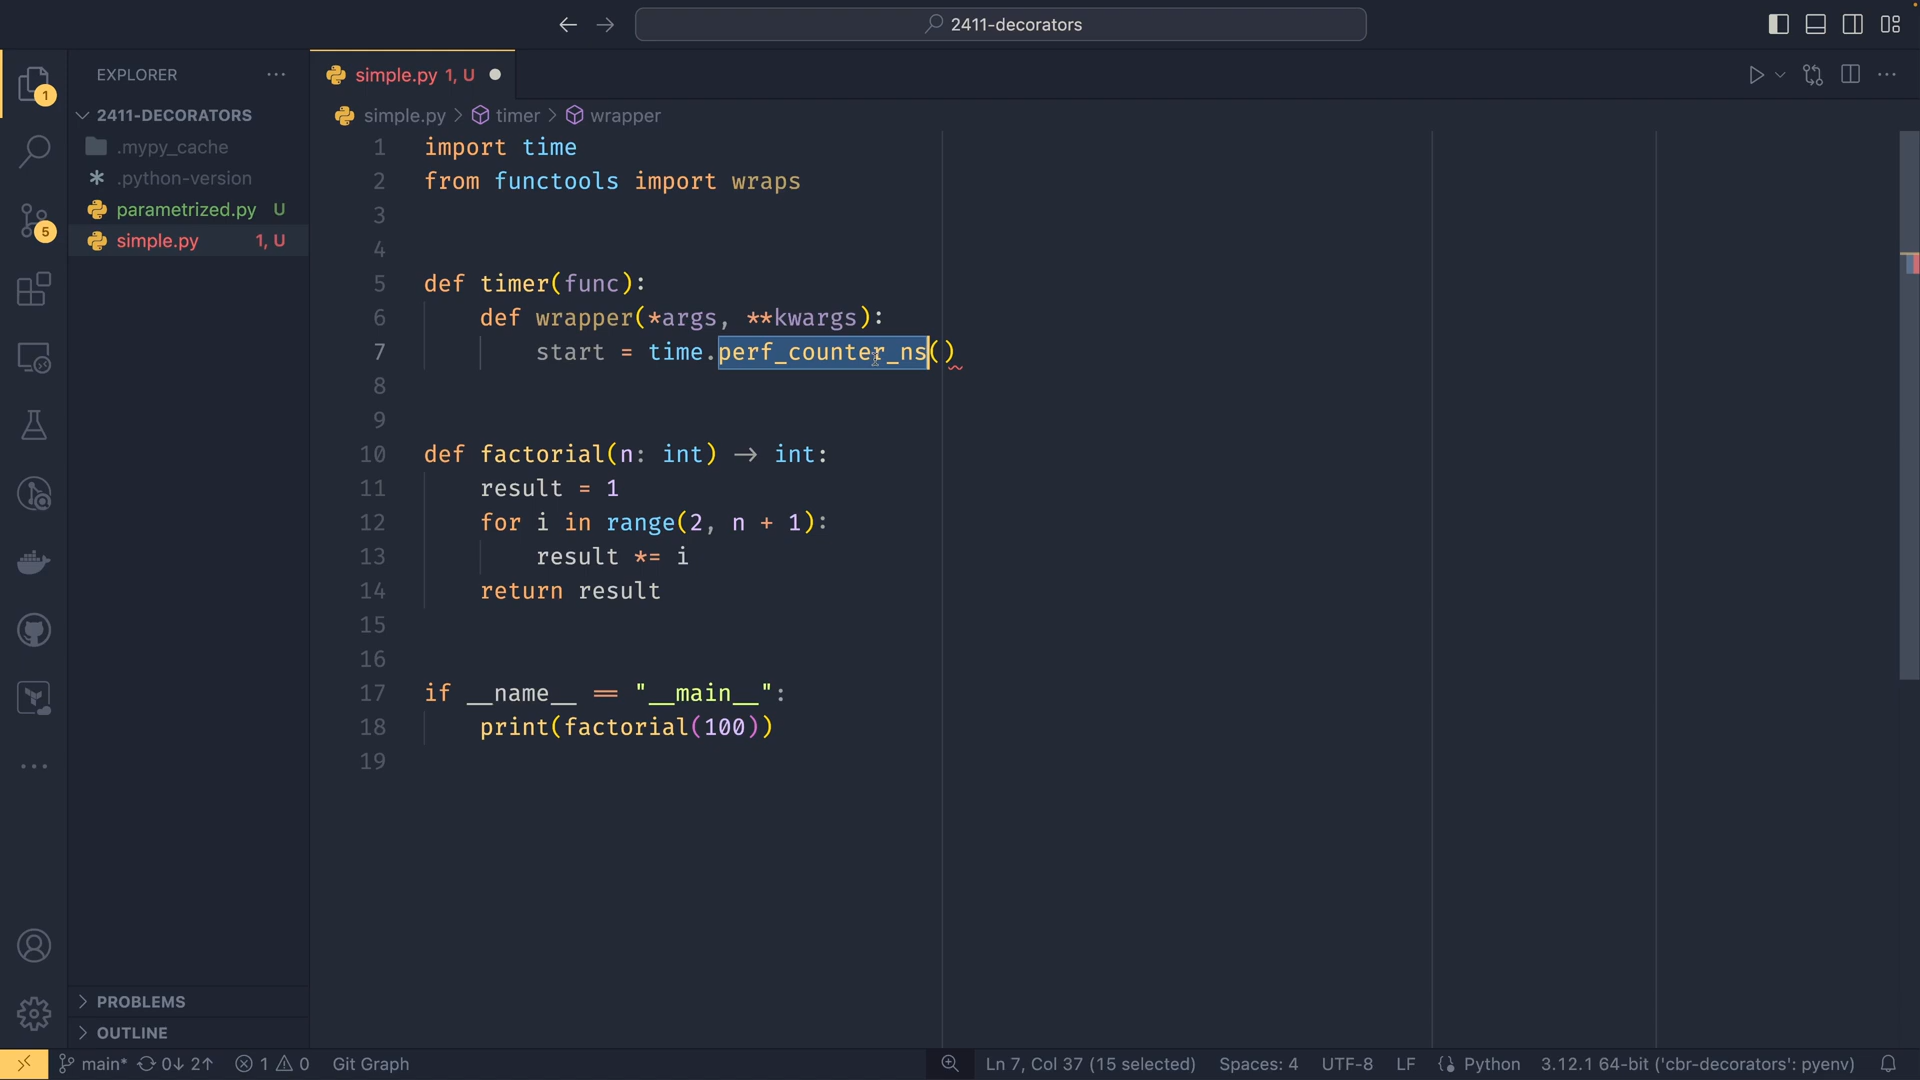 2411-decorators
EXPLORER
simple.py 1, U
2411-DECORATORS
simple.py > timer > wrapper
.mypy_cache
.python-version
parametrized.py U
simple.py 1, U
1
5
1 import time
2 from functools import wraps
3
4
5 def timer(func):
6     def wrapper(*args, **kwargs):
7         start = time.perf_counter_ns()
8
9
10 def factorial(n: int) -> int:
11     result = 1
12     for i in range(2, n + 1):
13         result *= i
14     return result
15
16
17 if __name__ == "__main__":
18     print(factorial(100))
19
PROBLEMS
OUTLINE
main* 0↓ 2↑ 1 0 Git Graph Ln 7, Col 37 (15 selected) Spaces: 4 UTF-8 LF Python 3.12.1 64-bit ('cbr-decorators': pyenv)